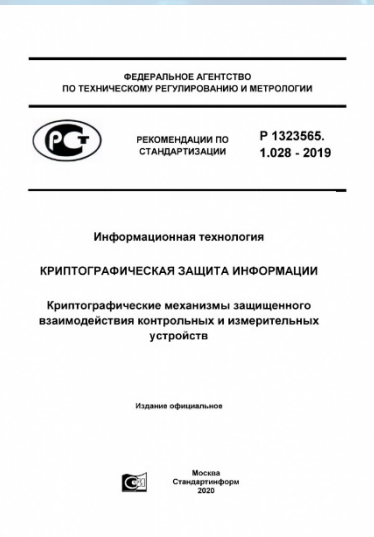 ФЕДЕРАЛЬНОЕ АГЕНТСТВО
ПО ТЕХНИЧЕСКОМУ РЕГУЛИРОВАНИЮ И МЕТРОЛОГИИ
РСТ
РЕКОМЕНДАЦИИ ПО
СТАНДАРТИЗАЦИИ
Р 1323565.
1.028 - 2019
Информационная технология
КРИПТОГРАФИЧЕСКАЯ ЗАЩИТА ИНФОРМАЦИИ
Криптографические механизмы защищенного
взаимодействия контрольных и измерительных
устройств
Издание официальное
Москва
Стандартинформ
2020